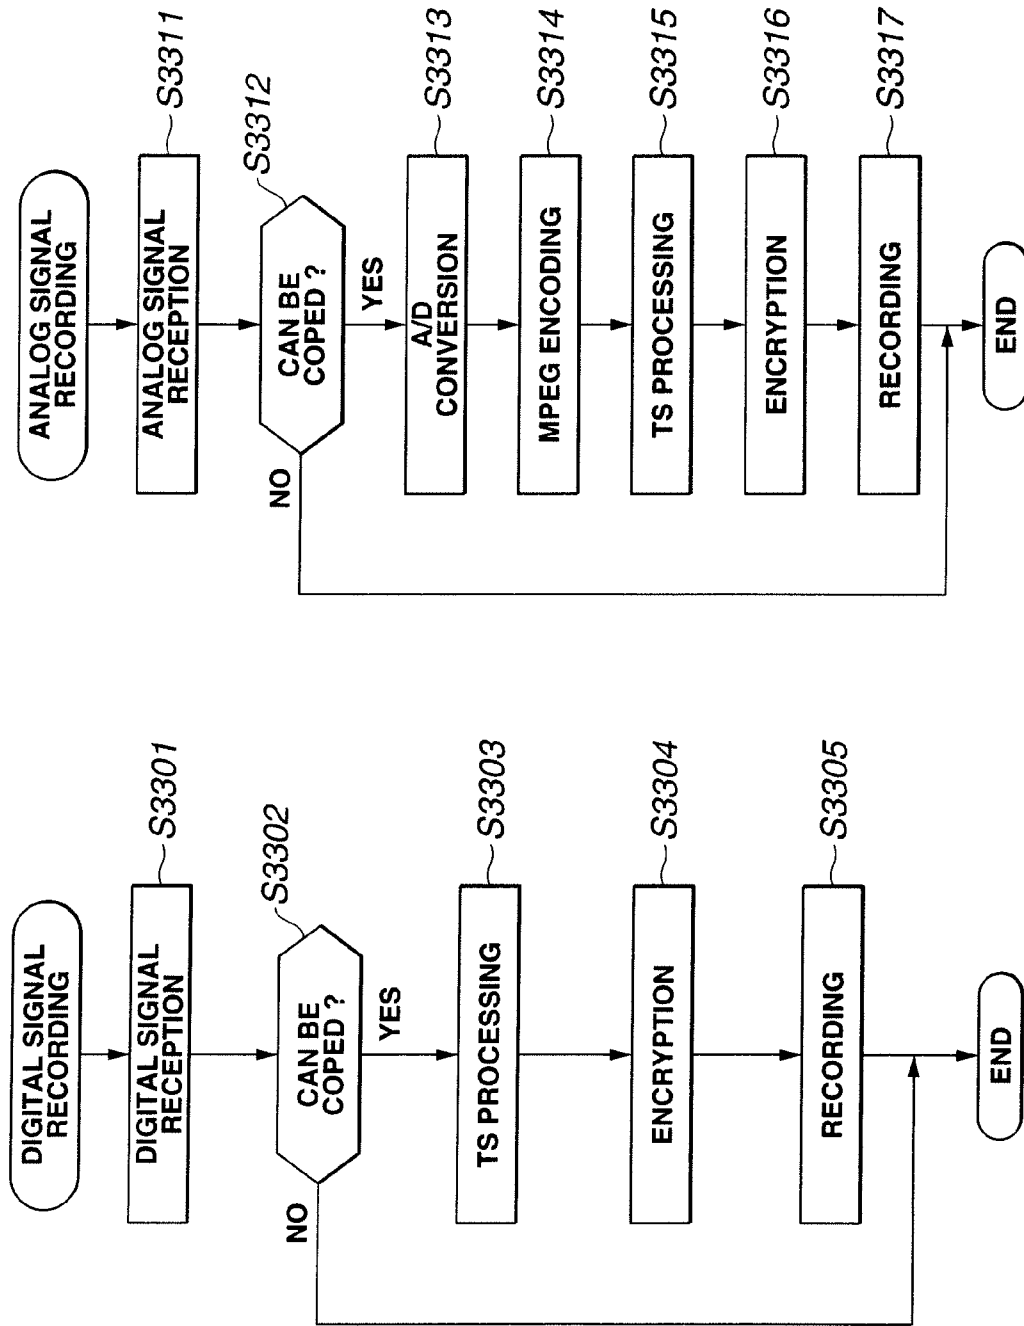 DIGITAL SIGNAL
RECORDING
DIGITAL SIGNAL
RECEPTION
S3301
CAN BE
COPED ?
S3302
NO
YES
TS PROCESSING
S3303
ENCRYPTION
S3304
RECORDING
S3305
END
ANALOG SIGNAL
RECORDING
ANALOG SIGNAL
RECEPTION
S3311
CAN BE
COPED ?
S3312
NO
YES
A/D
CONVERSION
S3313
MPEG ENCODING
S3314
TS PROCESSING
S3315
ENCRYPTION
S3316
RECORDING
S3317
END